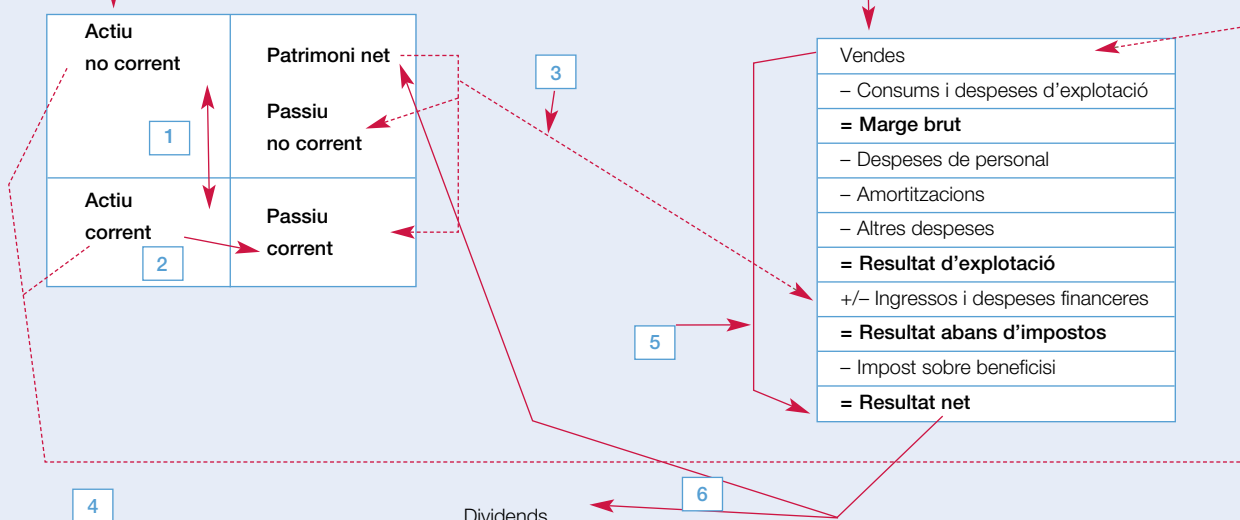 Actiu
no corrent
Patrimoni net
Passiu
no corrent
1
Actiu
corrent
Passiu
corrent
2
3
Vendes
– Consums i despeses d’explotació
= Marge brut
– Despeses de personal
– Amortitzacions
– Altres despeses
= Resultat d’explotació
+/– Ingressos i despeses financeres
= Resultat abans d’impostos
– Impost sobre beneficisi
= Resultat net
5
4
Dividends
6